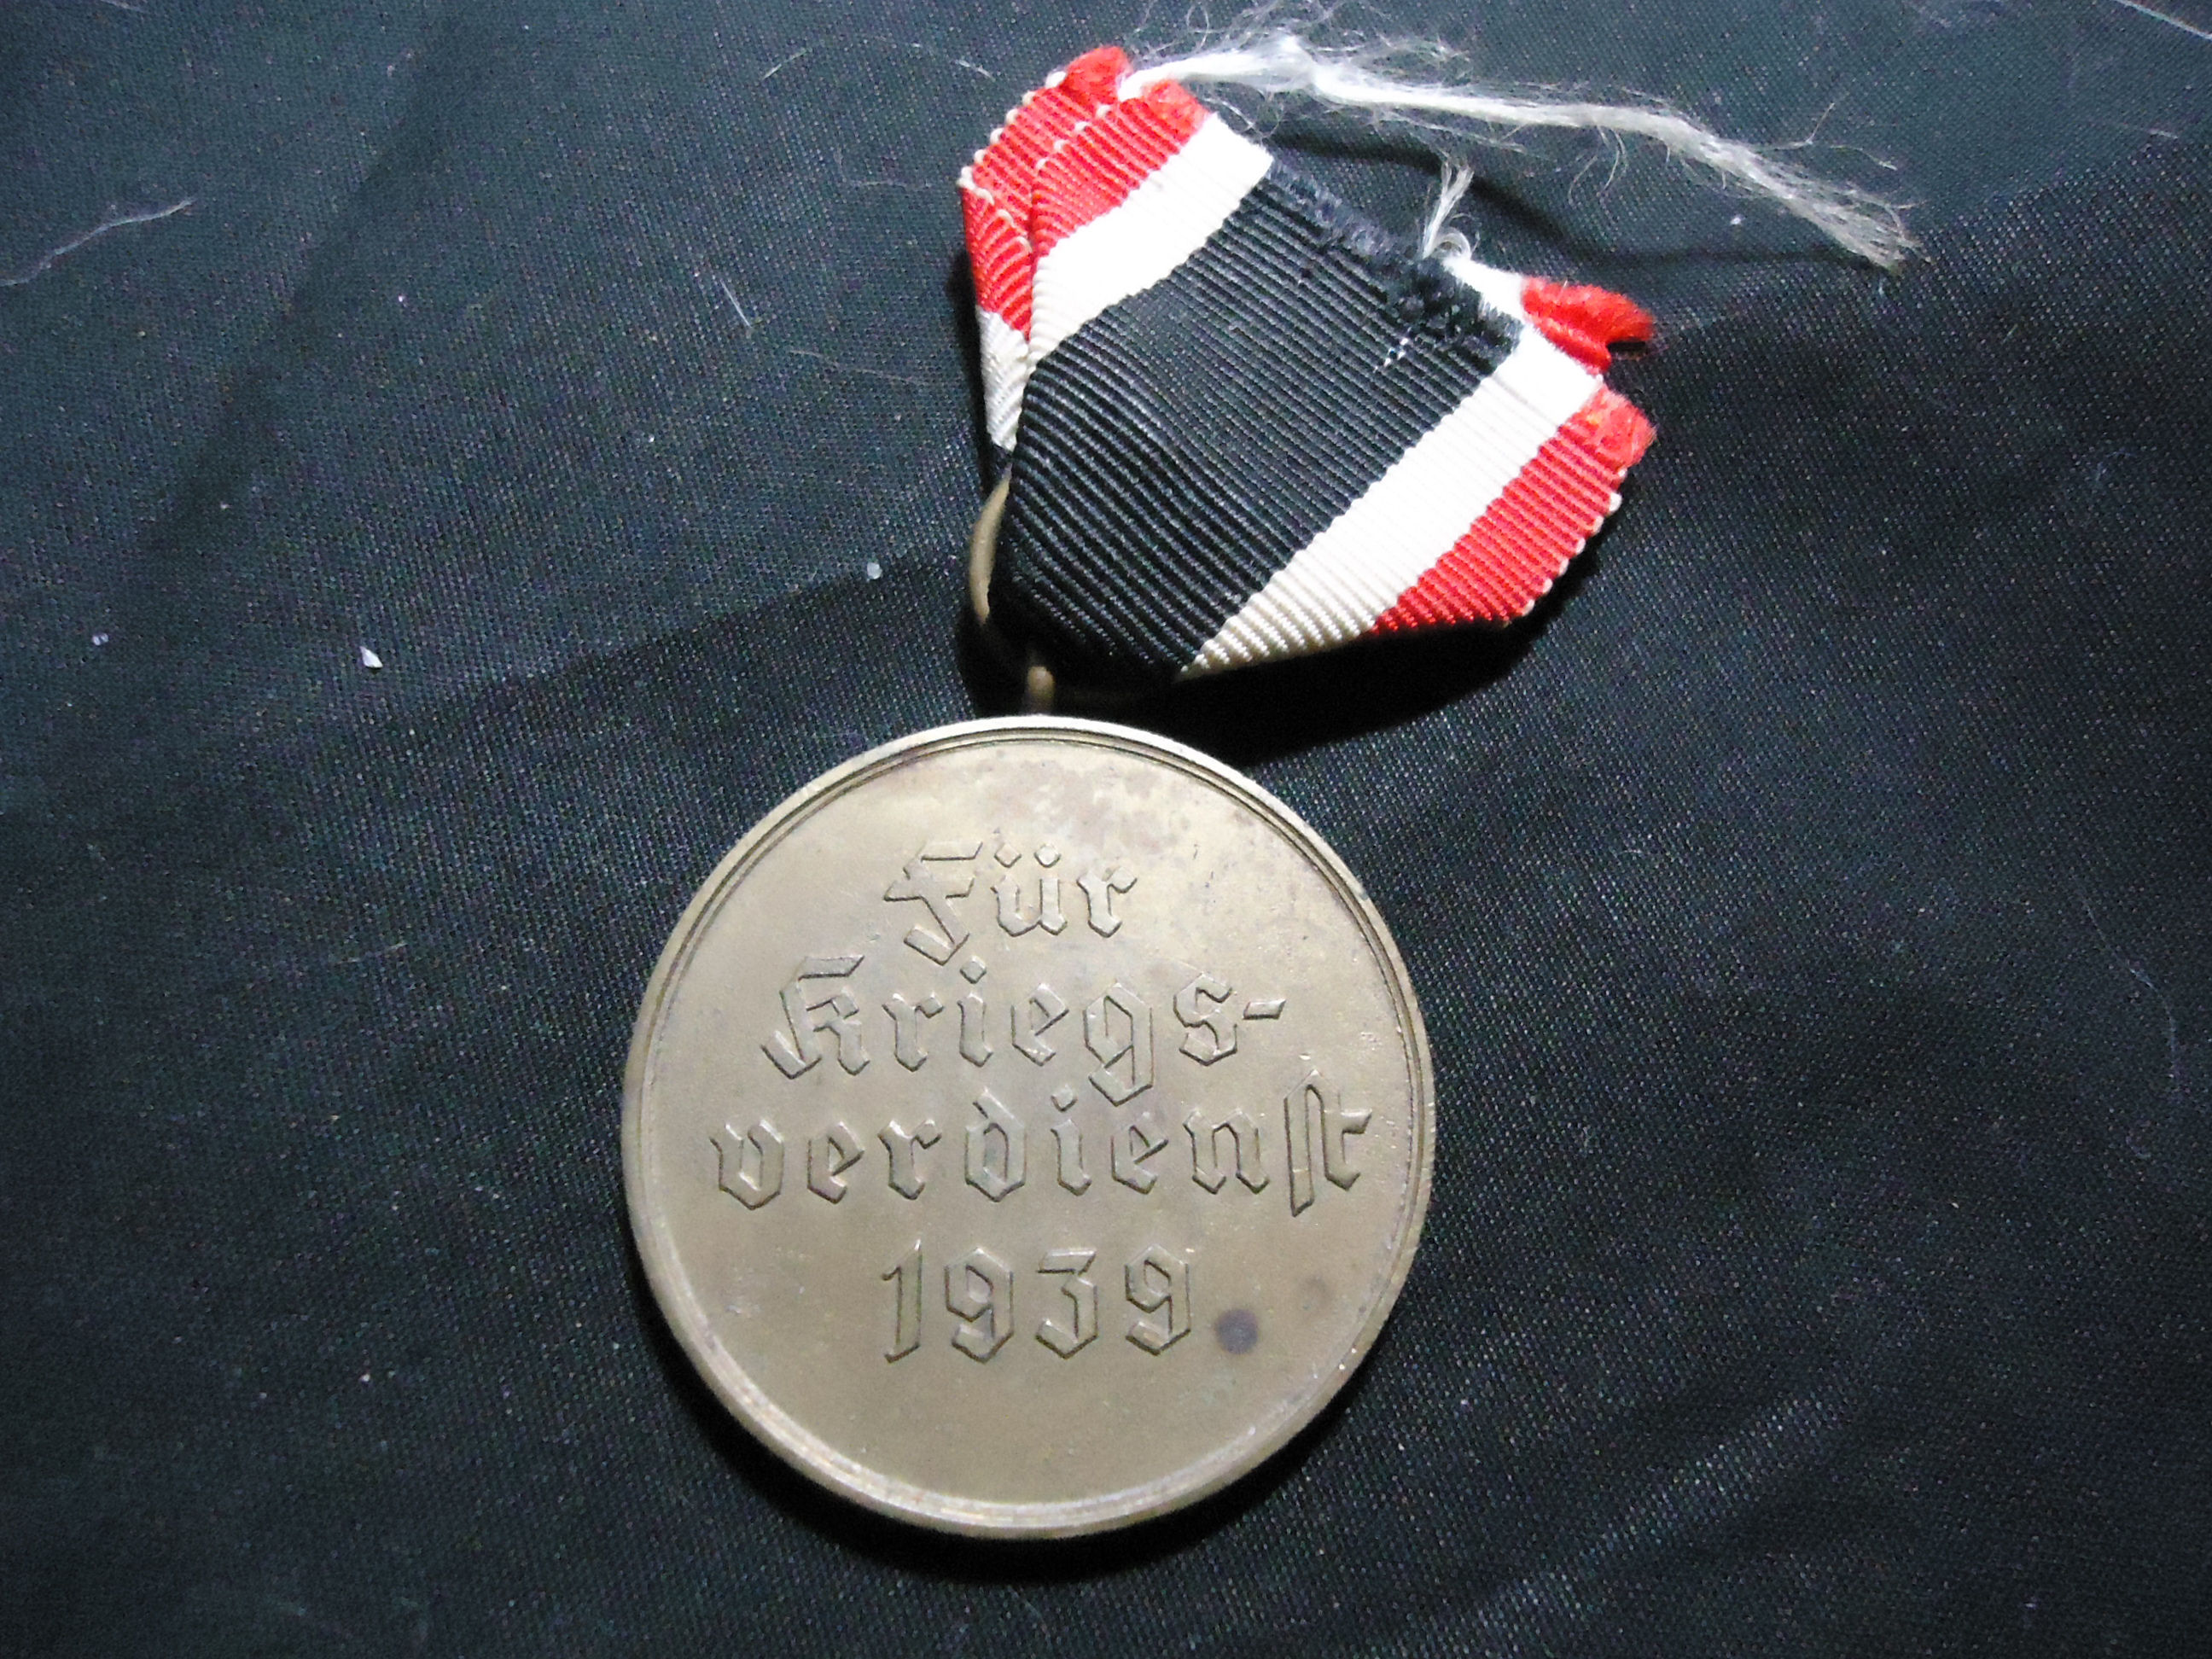 Für
Kriegs-
verdienst
1939